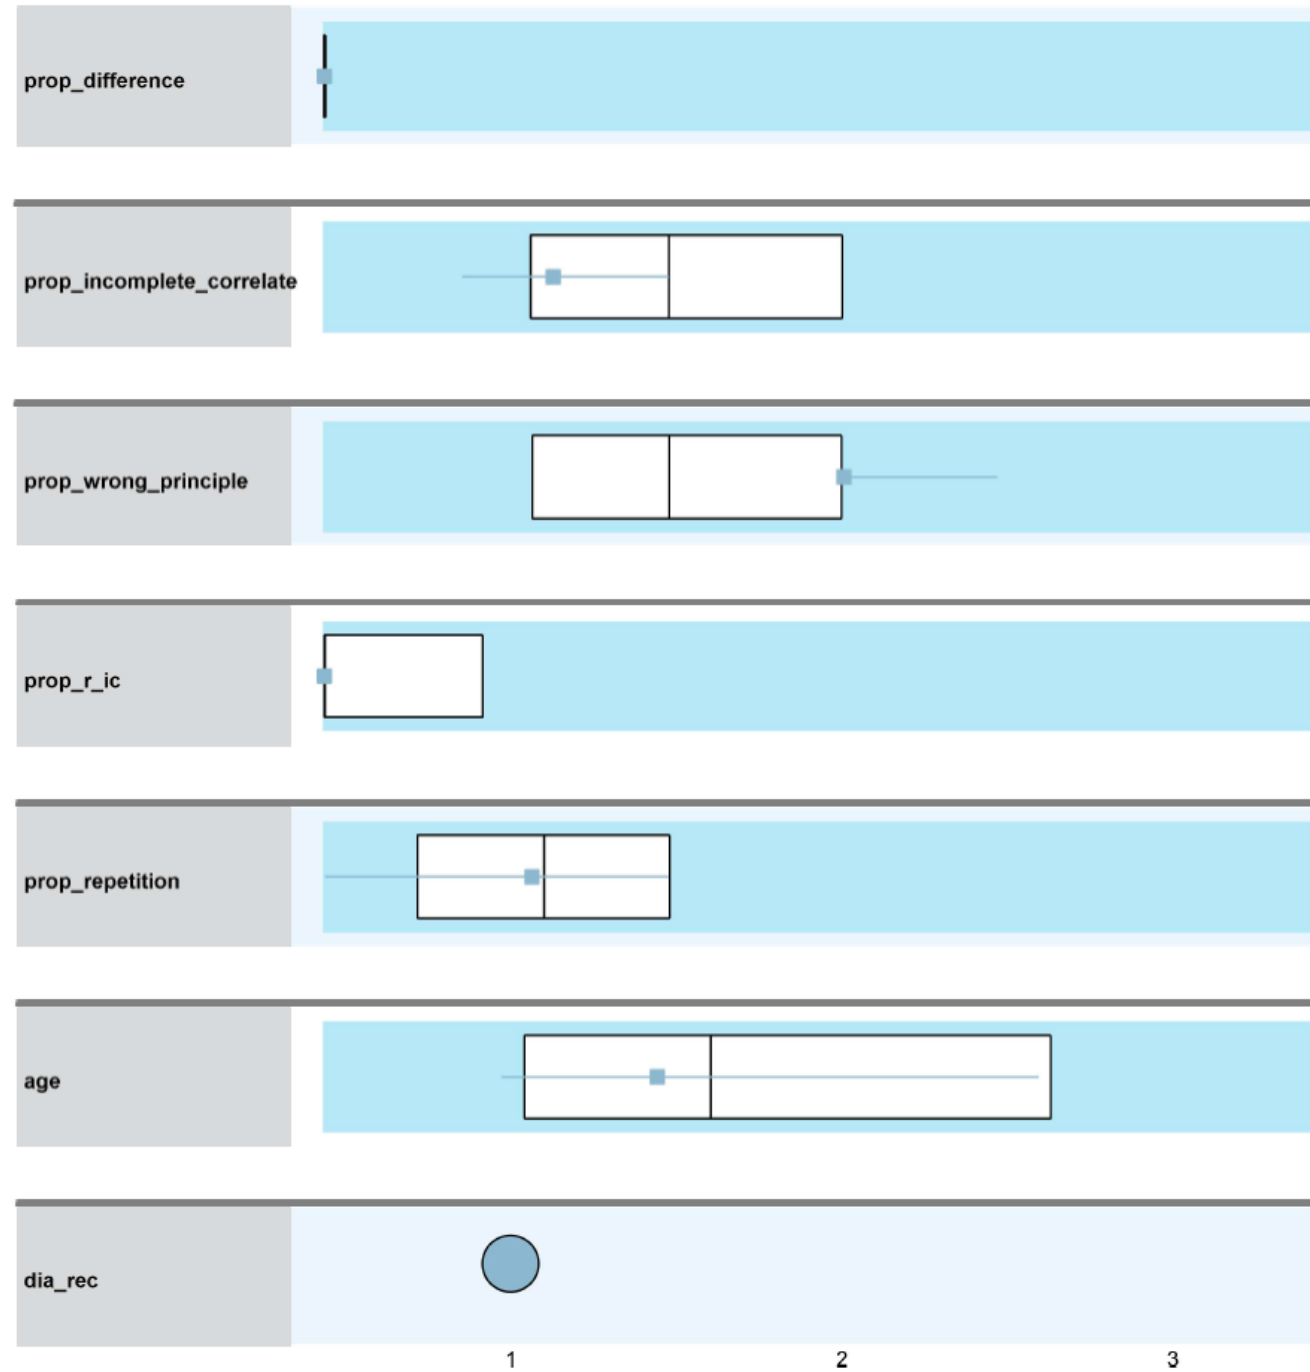 prop_difference
prop_incomplete_correlate
prop_wrong_principle
prop_r_ic
prop_repetition
age
dia_rec
1 2 3